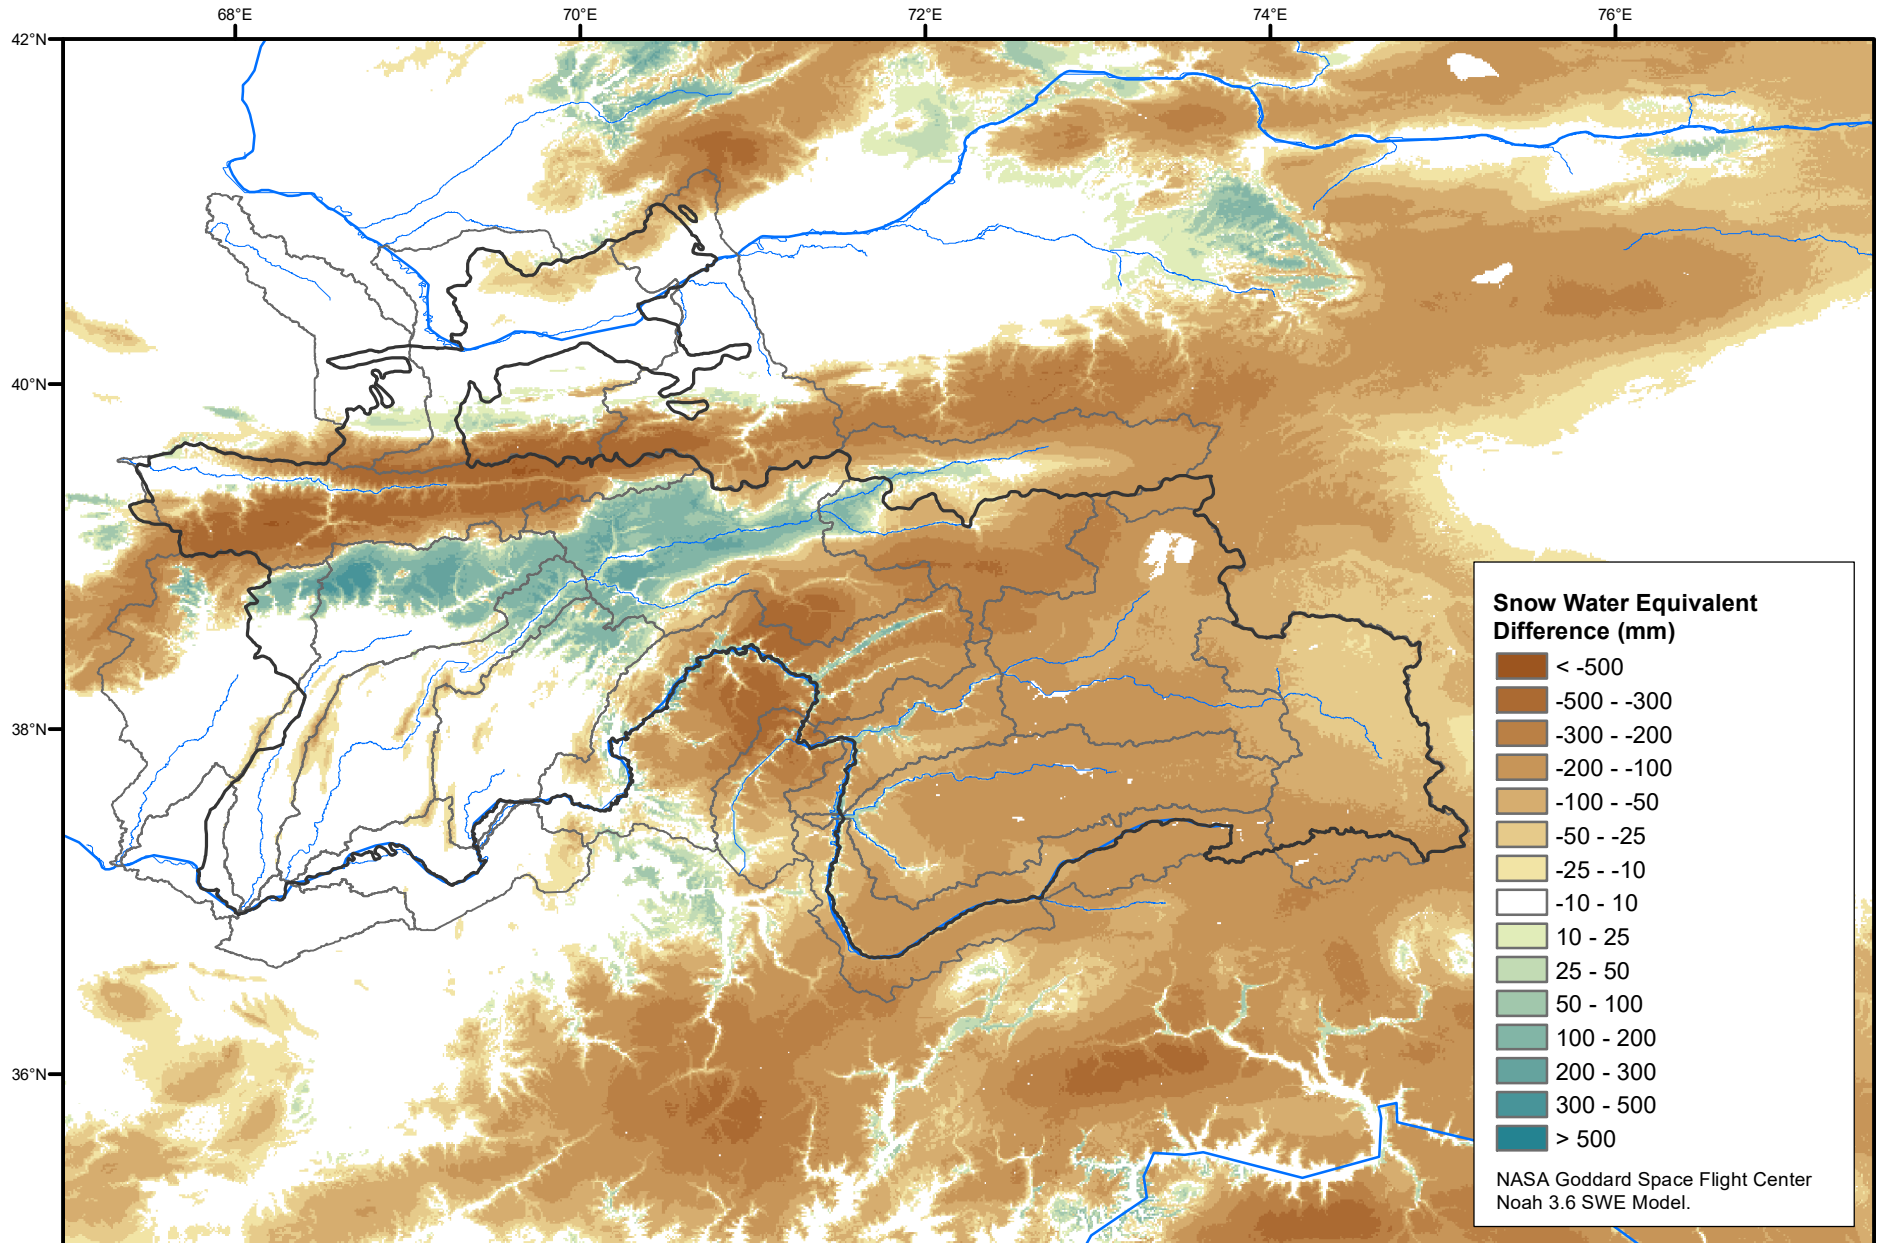 68°E 70°E 72°E 74°E 76°E
42°N
40°N
38°N
36°N
Snow Water Equivalent
Difference (mm)
< -500
-500 - -300
-300 - -200
-200 - -100
-100 - -50
-50 - -25
-25 - -10
-10 - 10
10 - 25
25 - 50
50 - 100
100 - 200
200 - 300
300 - 500
> 500
NASA Goddard Space Flight Center
Noah 3.6 SWE Model.